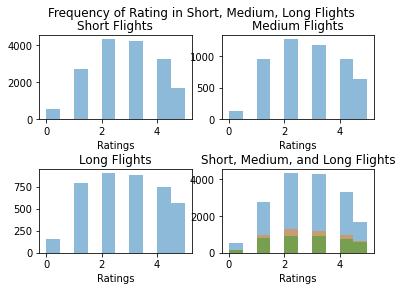 Frequency of Rating in Short, Medium, Long Flights
Short Flights
4000
2000
0
0 2 4
Ratings
Medium Flights
1000
500
0
0 2 4
Ratings
Long Flights
750
500
250
0
0 2 4
Ratings
Short, Medium, and Long Flights
4000
2000
0
0 2 4
Ratings